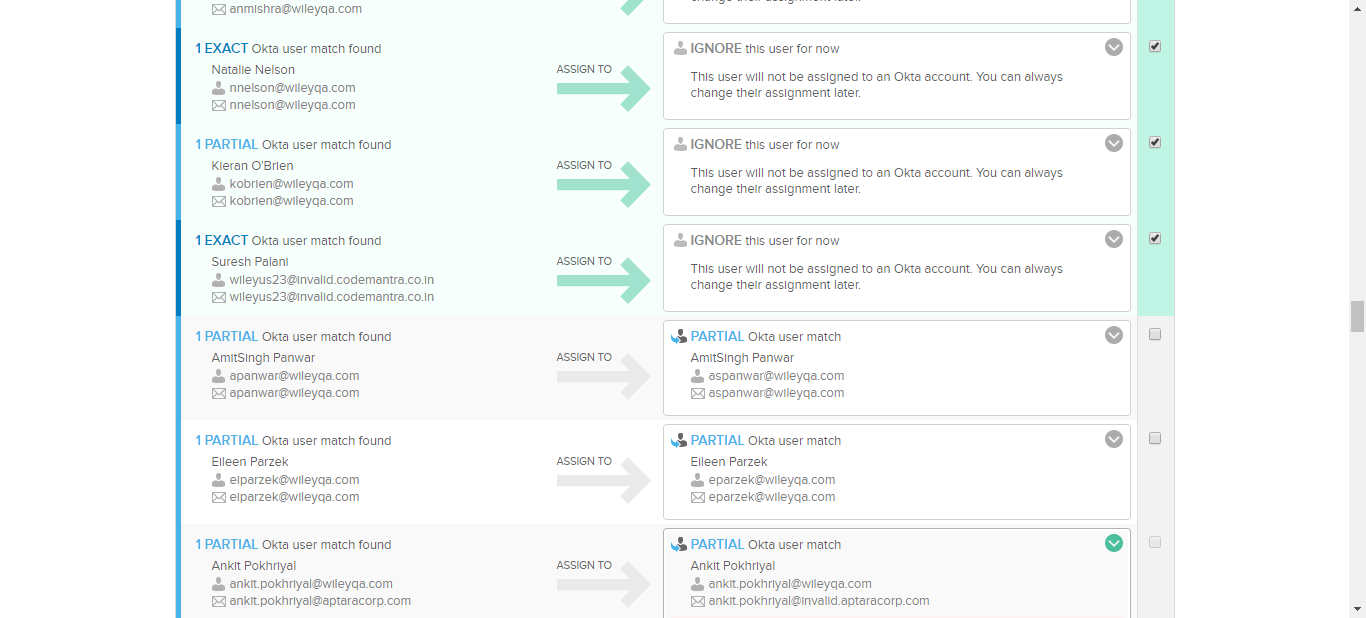 anmishra@wileyqa.com
change their assignment later.
1 EXACT Okta user match found
Natalie Nelson
nnelson@wileyqa.com
nnelson@wileyqa.com
ASSIGN TO
IGNORE this user for now
This user will not be assigned to an Okta account. You can always
change their assignment later.
1 PARTIAL Okta user match found
Kieran O'Brien
kobrien@wileyqa.com
kobrien@wileyqa.com
ASSIGN TO
IGNORE this user for now
This user will not be assigned to an Okta account. You can always
change their assignment later.
1 EXACT Okta user match found
Suresh Palani
wileyus23@invalid.codemantra.co.in
wileyus23@invalid.codemantra.co.in
ASSIGN TO
IGNORE this user for now
This user will not be assigned to an Okta account. You can always
change their assignment later.
1 PARTIAL Okta user match found
AmitSingh Panwar
apanwar@wileyqa.com
apanwar@wileyqa.com
ASSIGN TO
PARTIAL Okta user match
AmitSingh Panwar
aspanwar@wileyqa.com
aspanwar@wileyqa.com
1 PARTIAL Okta user match found
Eileen Parzek
eiparzek@wileyqa.com
eiparzek@wileyqa.com
ASSIGN TO
PARTIAL Okta user match
Eileen Parzek
eparzek@wileyqa.com
eparzek@wileyqa.com
1 PARTIAL Okta user match found
Ankit Pokhriyal
ankit.pokhriyal@wileyqa.com
ankit.pokhriyal@aptaracorp.com
ASSIGN TO
PARTIAL Okta user match
Ankit Pokhriyal
ankit.pokhriyal@wileyqa.com
ankit.pokhriyal@invalid.aptaracorp.com